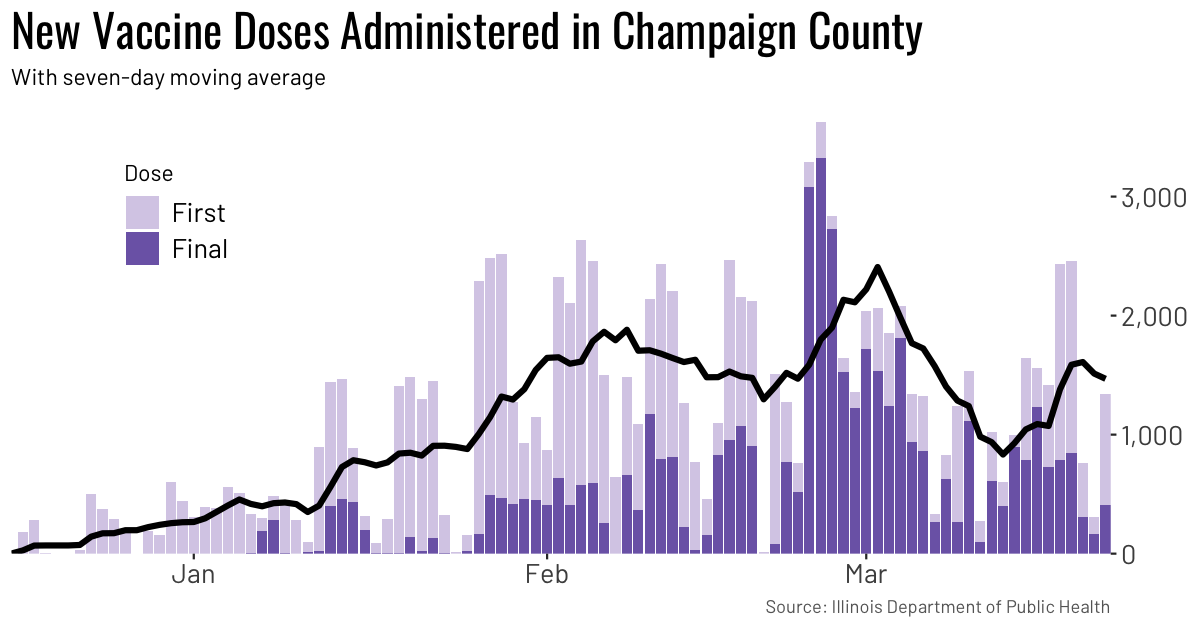 New Vaccine Doses Administered in Champaign County
With seven-day moving average
Dose
First
Final
3,000
2,000
1,000
0
Jan Feb Mar
Source: Illinois Department of Public Health